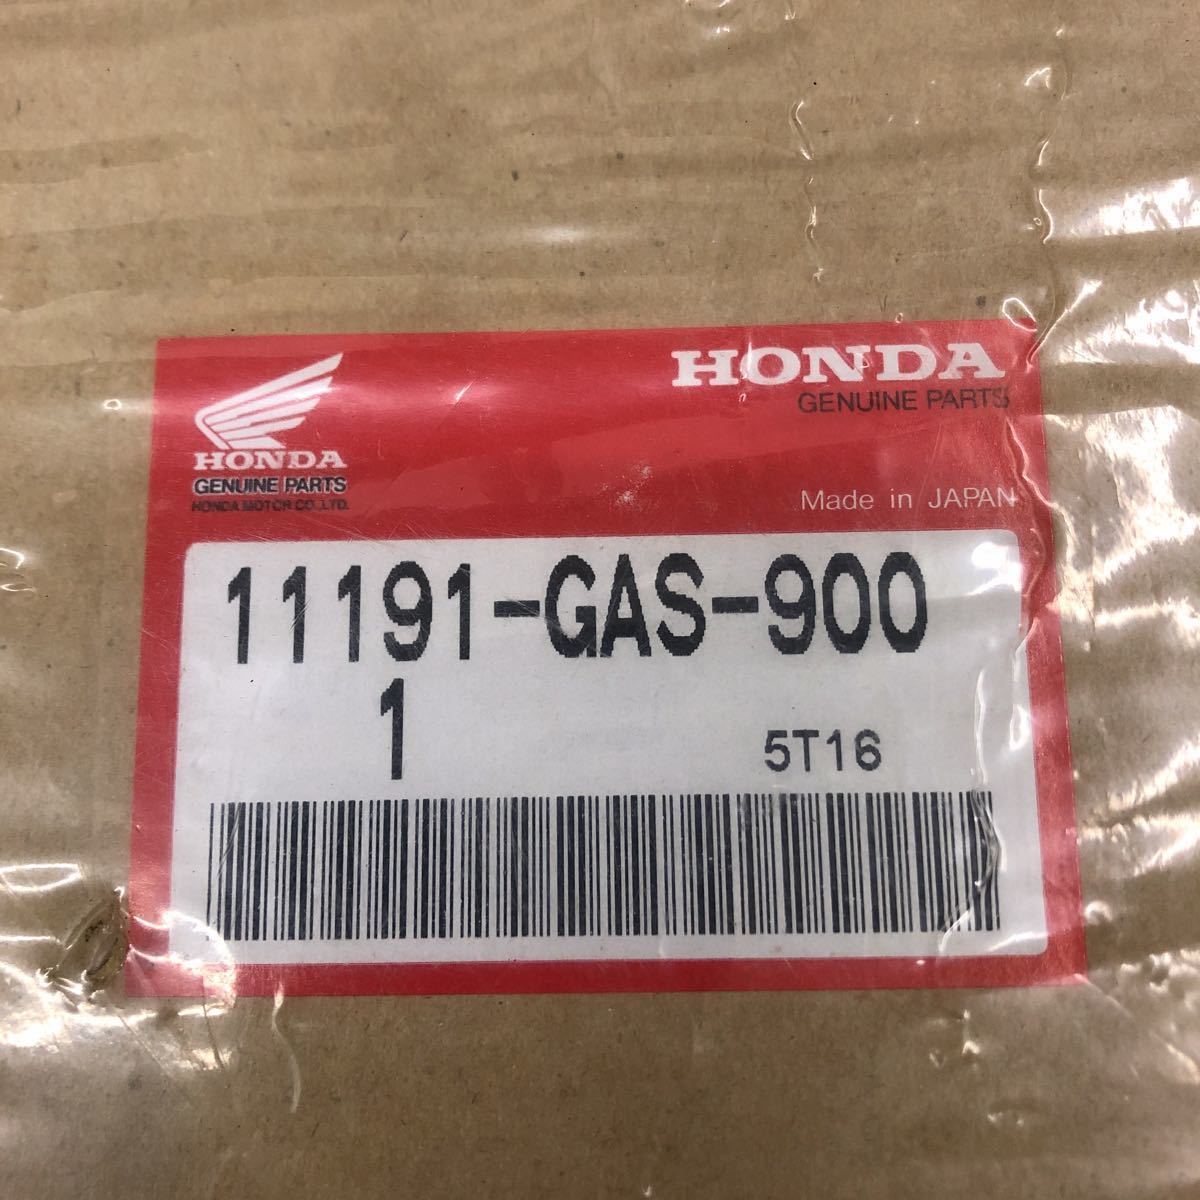 HONDA
GENUINE PARTS
HONDA
GENUINE PARTS
HONDA MOTOR CO.,LTD.
Made in JAPAN
11191-GAS-900
1
5T16